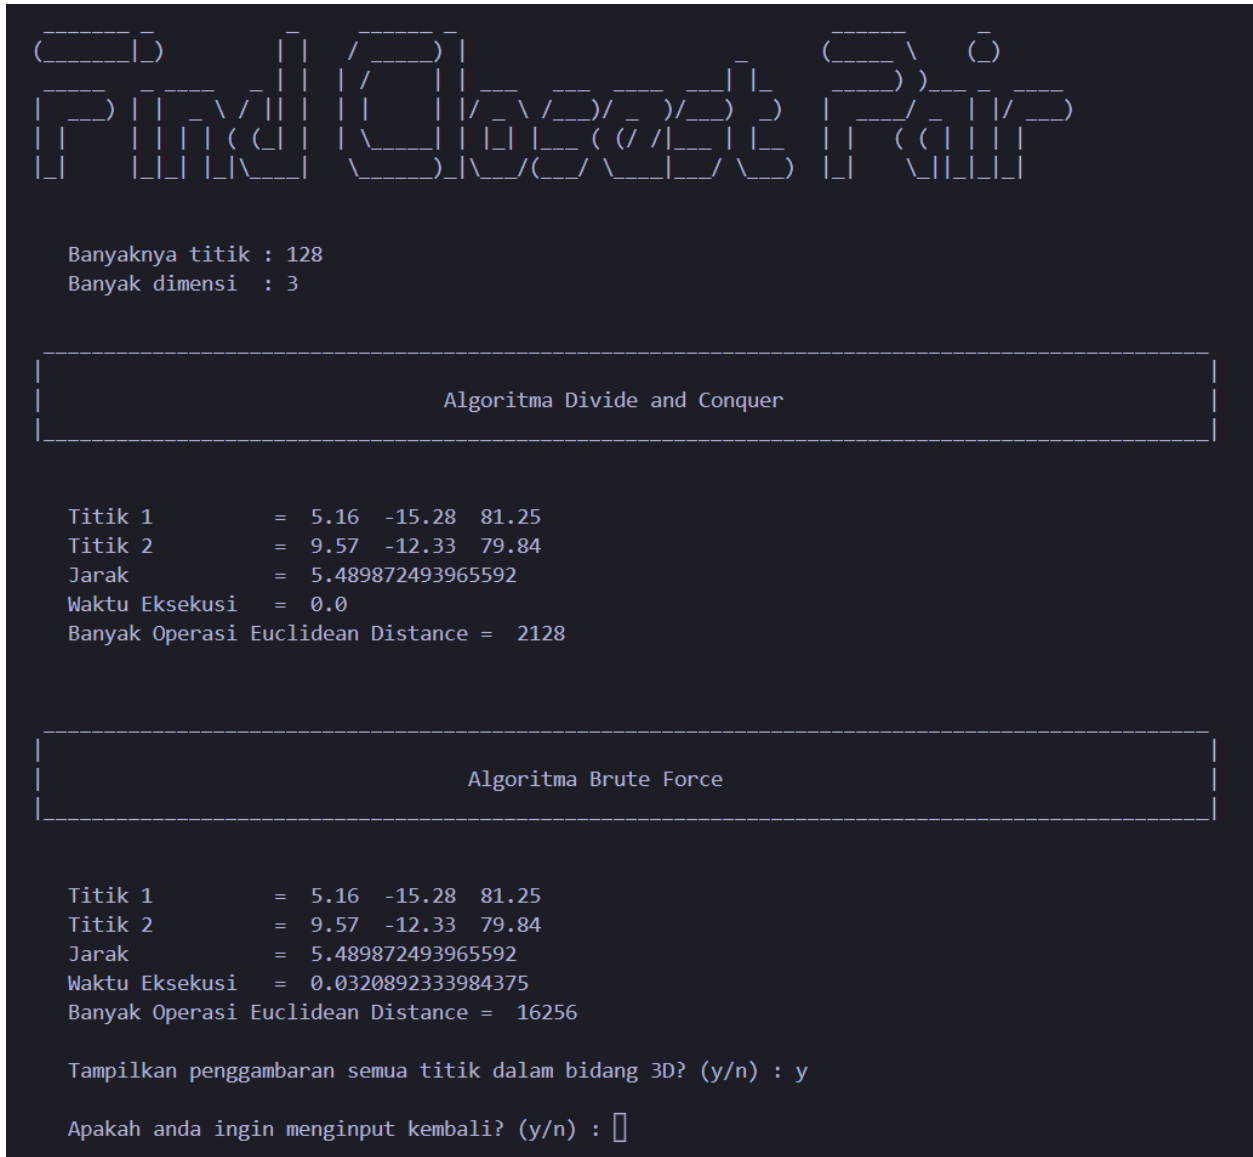 Find Closest Pair
Banyaknya titik : 128
Banyak dimensi  : 3
Algoritma Divide and Conquer
Titik 1          =  5.16  -15.28  81.25
Titik 2          =  9.57  -12.33  79.84
Jarak            =  5.489872493965592
Waktu Eksekusi   =  0.0
Banyak Operasi Euclidean Distance =  2128
Algoritma Brute Force
Titik 1          =  5.16  -15.28  81.25
Titik 2          =  9.57  -12.33  79.84
Jarak            =  5.489872493965592
Waktu Eksekusi   =  0.0320892333984375
Banyak Operasi Euclidean Distance =  16256
Tampilkan penggambaran semua titik dalam bidang 3D? (y/n) : y
Apakah anda ingin menginput kembali? (y/n) :